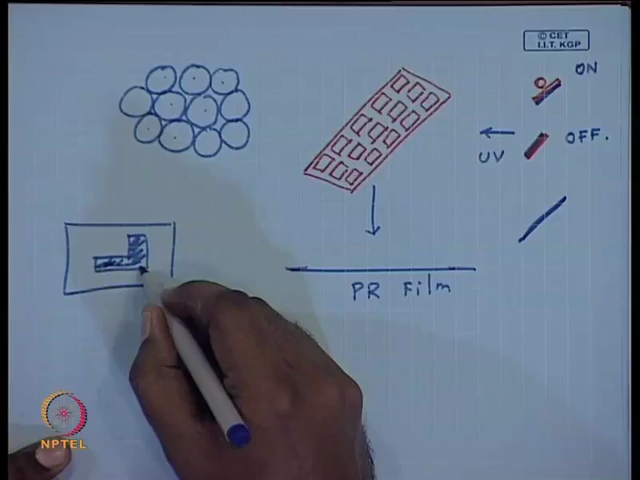 © CET
I.I.T. KGP
ON
OFF.
UV
PR Film
NPTEL